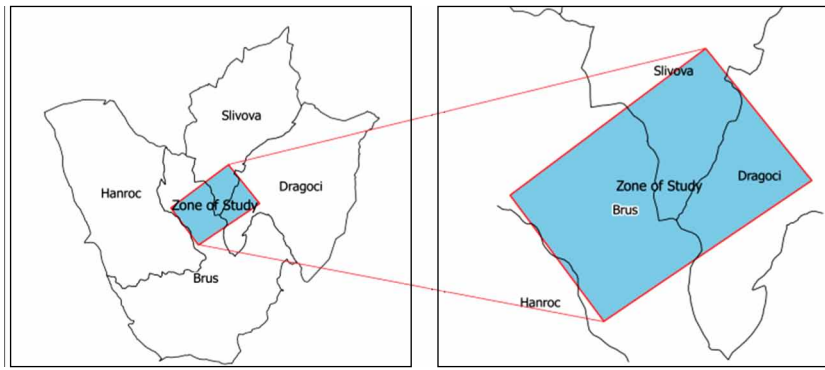 Slivova
Hanroc
Dragoci
Zone of Study
Brus
Slivova
Dragoci
Zone of Study
Brus
Hanroc